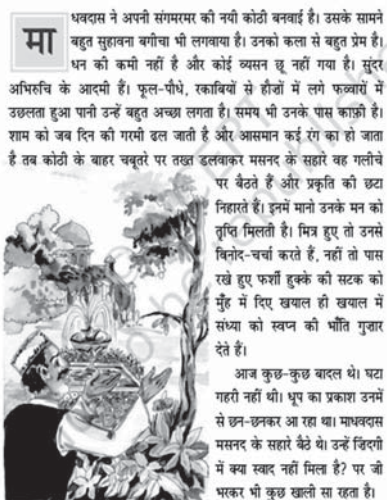 माधवदास ने अपनी संगमरमर की नयी कोठी बनवाई है। उसके सामने
बहुत सुहावना बगीचा भी लगवाया है। उनको कला से बहुत प्रेम है।
धन की कमी नहीं है और कोई व्यसन छू नहीं गया है। सुंदर
अभिरुचि के आदमी हैं। फूल-पौधे, रकाबियों से हौजों में लगे फव्वारों में
उछलता हुआ पानी उन्हें बहुत अच्छा लगता है। समय भी उनके पास काफ़ी है।
शाम को जब दिन की गरमी ढल जाती है और आसमान कई रंग का हो जाता
है तब कोठी के बाहर चबूतरे पर तख्त डलवाकर मसनद के सहारे वह गलीचे
पर बैठते हैं और प्रकृति की छटा
निहारते हैं। इनमें मानो उनके मन को
तृप्ति मिलती है। मित्र हुए तो उनसे
विनोद-चर्चा करते हैं, नहीं तो पास
रखे हुए फर्शी हुक्के की सटक को
मुँह में दिए खयाल ही खयाल में
संध्या को स्वप्न की भाँति गुज़ार
देते हैं।
आज कुछ-कुछ बादल थे। घटा
गहरी नहीं थी। धूप का प्रकाश उनमें
से छन-छनकर आ रहा था। माधवदास
मसनद के सहारे बैठे थे। उन्हें ज़िंदगी
में क्या स्वाद नहीं मिला है? पर जी
भरकर भी कुछ खाली सा रहता है।